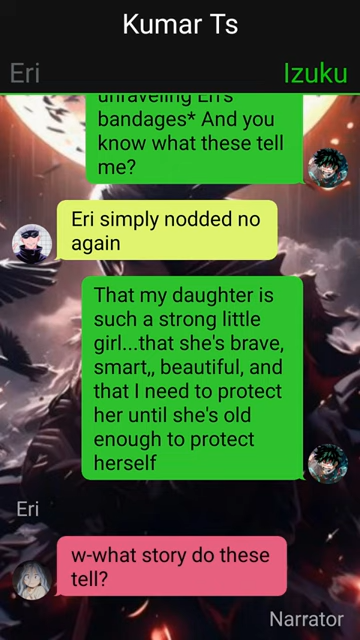 Kumar Ts
Eri
Izuku
unraveling Eri's
bandages* And you
know what these tell
me?
Eri simply nodded no
again
That my daughter is
such a strong little
girl...that she's brave,
smart,, beautiful, and
that I need to protect
her until she's old
enough to protect
herself
Eri
w-what story do these
tell?
Narrator